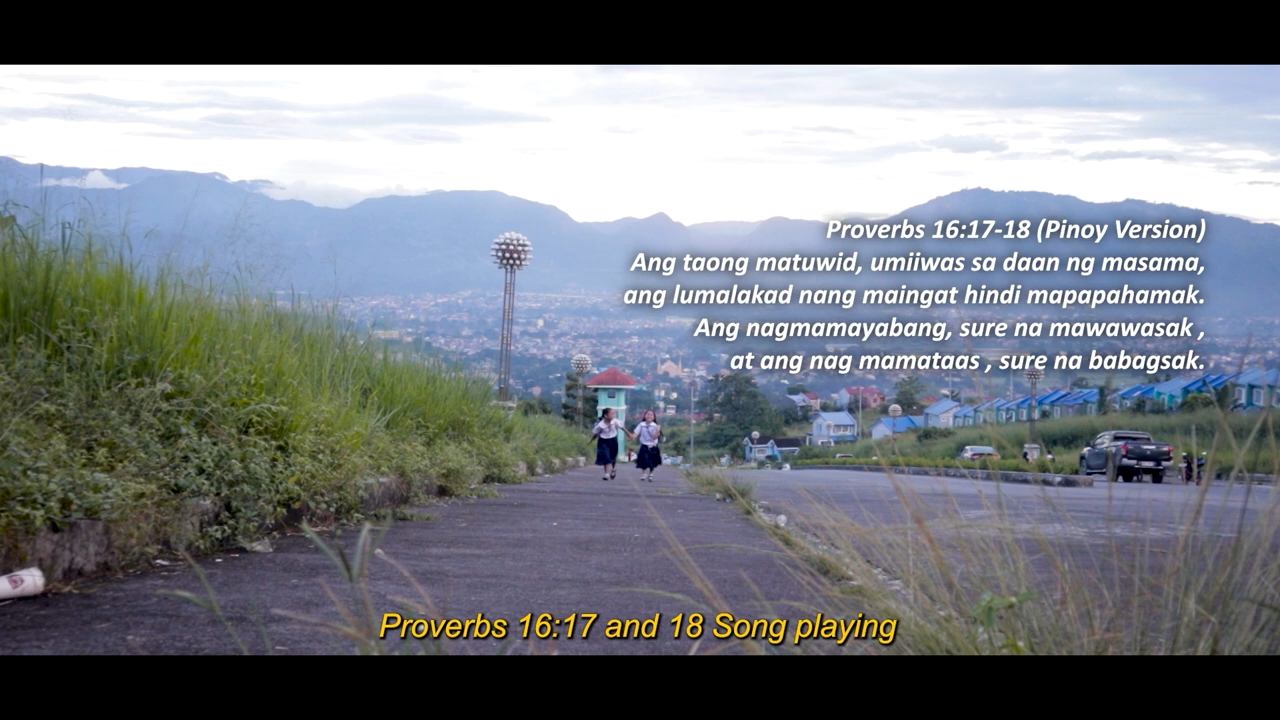 Proverbs 16:17-18 (Pinoy Version)
Ang taong matuwid, umiiwas sa daan ng masama,
ang lumalakad nang maingat hindi mapapahamak.
Ang nagmamayabang, sure na mawawasak ,
at ang nag mamataas , sure na babagsak.
Proverbs 16:17 and 18 Song playing